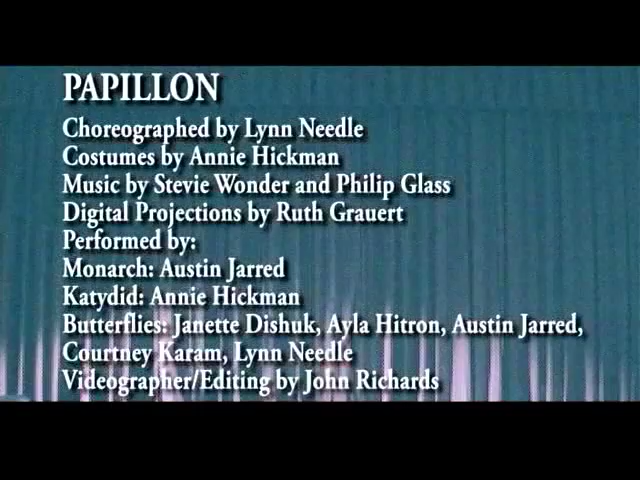 PAPILLON
Choreographed by Lynn Needle
Costumes by Annie Hickman
Music by Stevie Wonder and Philip Glass
Digital Projections by Ruth Grauert
Performed by:
Monarch: Austin Jarred
Katydid: Annie Hickman
Butterflies: Janette Dishuk, Ayla Hitron, Austin Jarred,
Courtney Karam, Lynn Needle
Videographer/Editing by John Richards